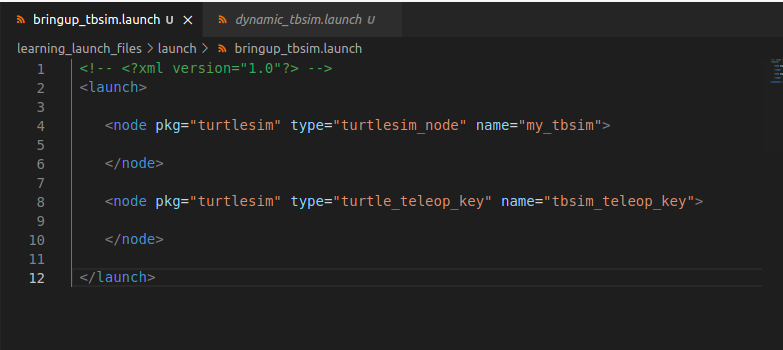 bringup_tbsim.launch U × dynamic_tbsim.launch U
learning_launch_files > launch > bringup_tbsim.launch
1 <!-- <?xml version="1.0"?> -->
2 <launch>
3
4 <node pkg="turtlesim" type="turtlesim_node" name="my_tbsim">
5
6 </node>
7
8 <node pkg="turtlesim" type="turtle_teleop_key" name="tbsim_teleop_key">
9
10 </node>
11
12 </launch>